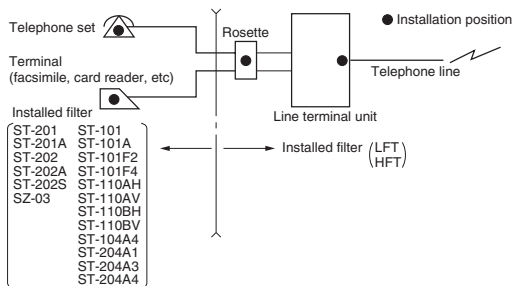 Telephone set
Rosette
● Installation position
Terminal
(facsimile, card reader, etc)
Telephone line
Line terminal unit
Installed filter
ST-201 ST-101
ST-201A ST-101A
ST-202 ST-101F2
ST-202A ST-101F4
ST-202S ST-110AH
SZ-03 ST-110AV
ST-110BH
ST-110BV
ST-104A4
ST-204A1
ST-204A3
ST-204A4
Installed filter (LFT
HFT)